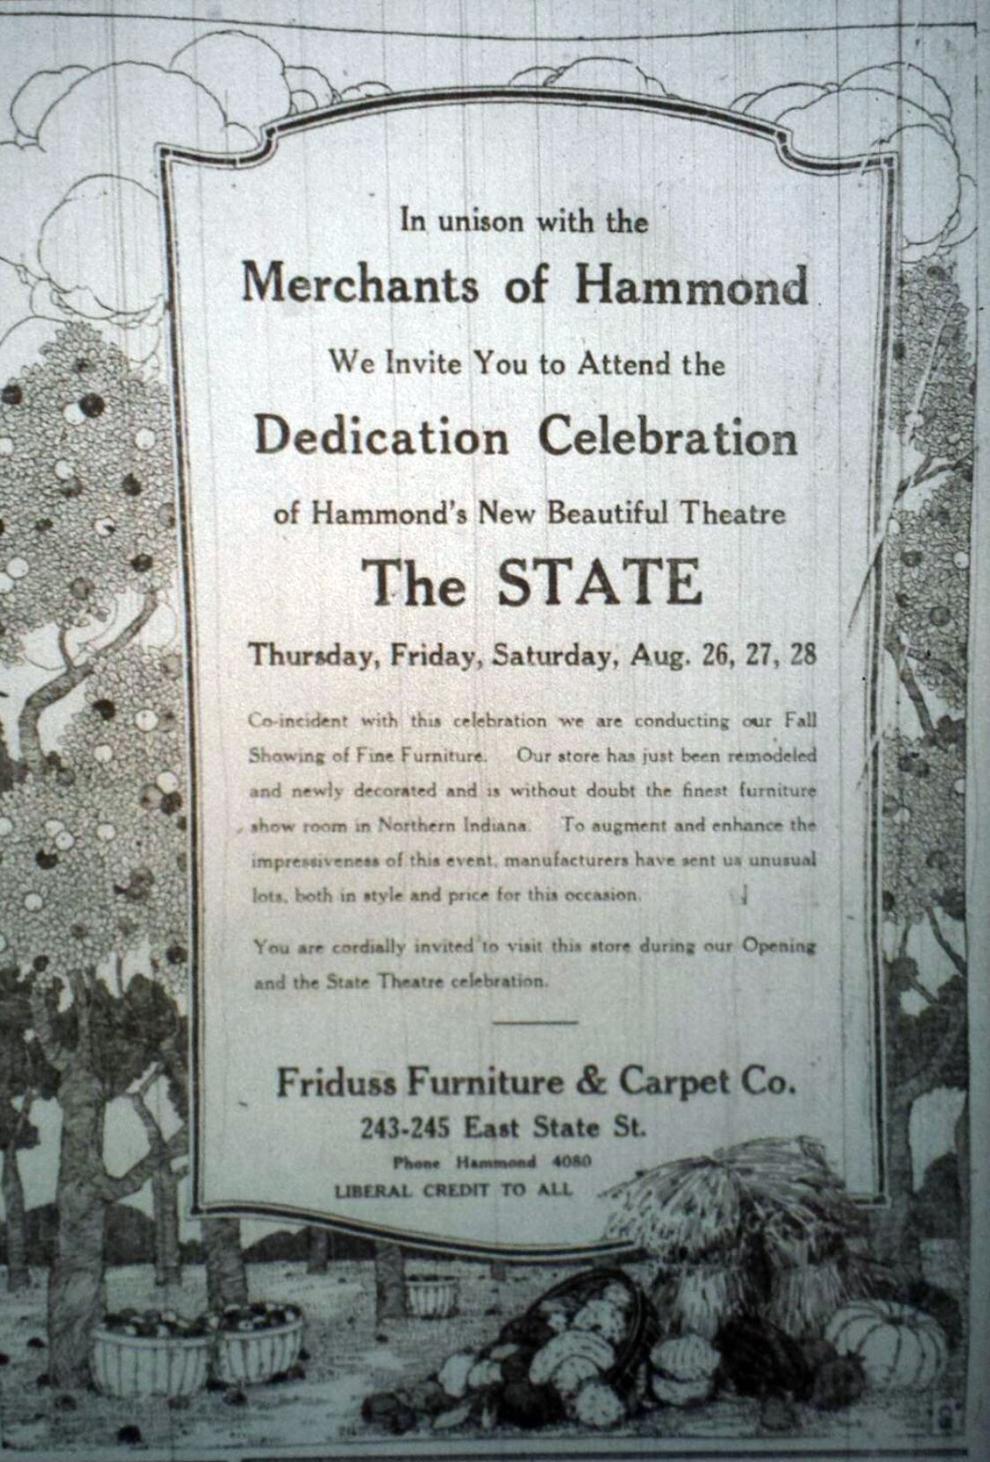 In unison with the
Merchants of Hammond
We Invite You to Attend the
Dedication Celebration
of Hammond's New Beautiful Theatre
The STATE
Thursday, Friday, Saturday, Aug. 26, 27, 28
Co-incident with this celebration we are conducting our Fall
Showing of Fine Furniture. Our store has just been remodeled
and newly decorated and is without doubt the finest furniture
show room in Northern Indiana. To augment and enhance the
impressiveness of this event, manufacturers have sent us unusual
lots, both in style and price for this occasion.
You are cordially invited to visit this store during our Opening
and the State Theatre celebration.
Friduss Furniture & Carpet Co.
243-245 East State St.
Phone Hammond 4080
LIBERAL CREDIT TO ALL